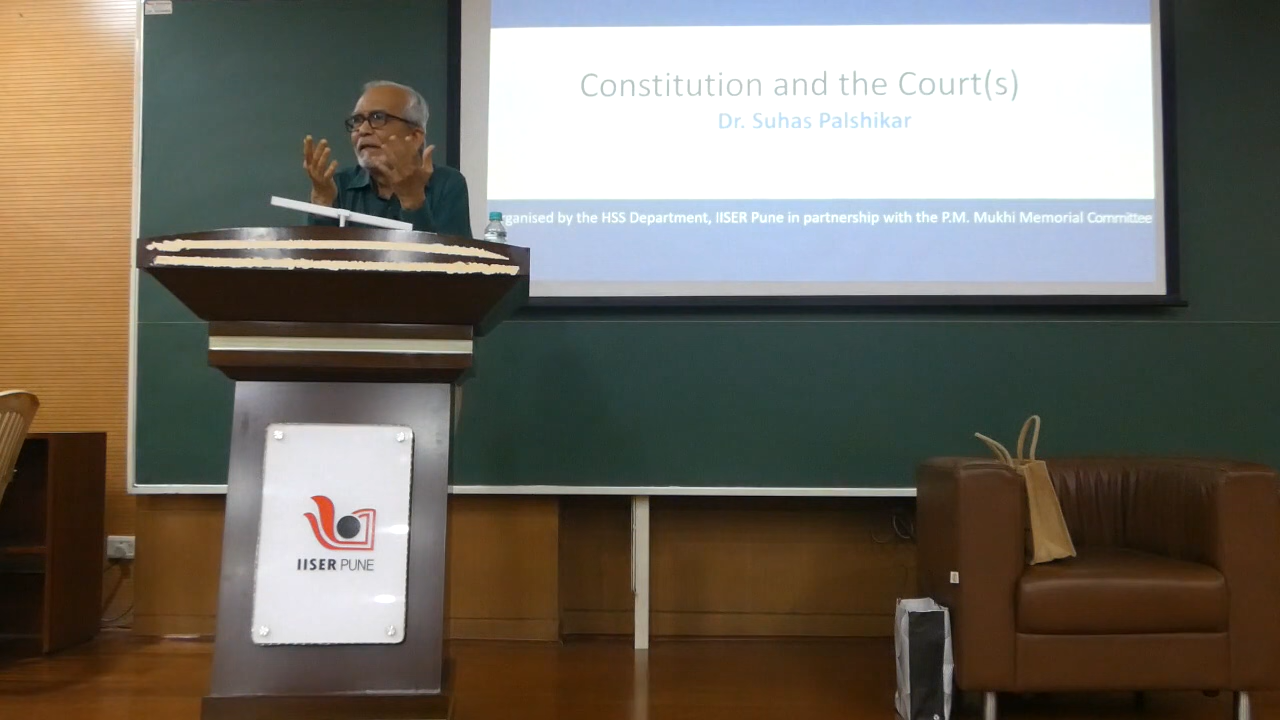 Constitution and the Court(s)
Dr. Suhas Palshikar
rganised by the HSS Department, IISER Pune in partnership with the P.M. Mukhi Memorial Committee
IISER PUNE